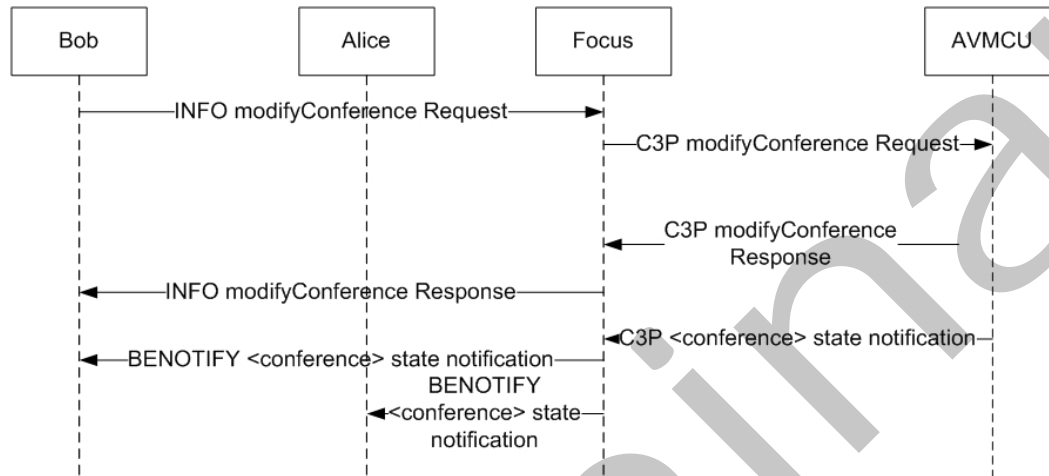 Bob
Alice
Focus
AVMCU
INFO modifyConference Request
C3P modifyConference Request
C3P modifyConference
Response
INFO modifyConference Response
C3P <conference> state notification
BENOTIFY <conference> state notification
BENOTIFY
<conference> state
notification